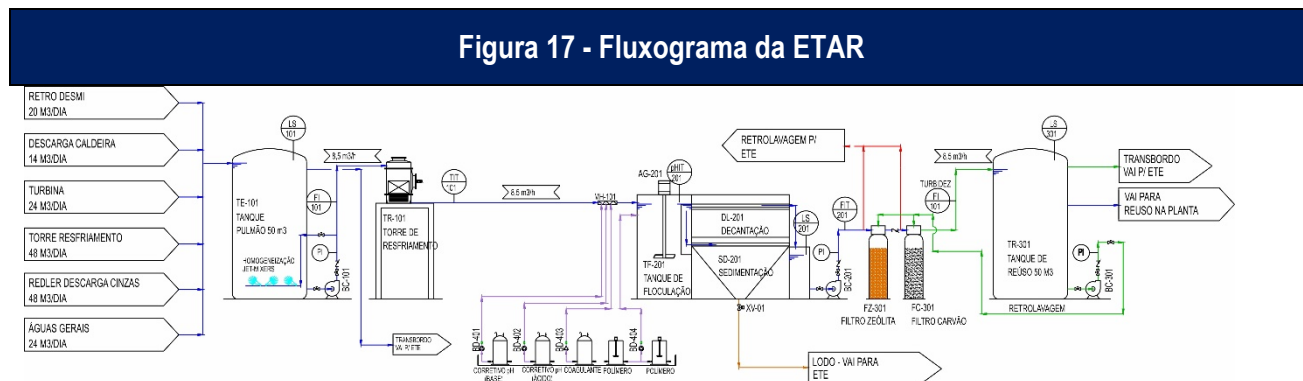 Figura 17 - Fluxograma da ETAR
RETRO DESMI
20 M3/DIA
DESCARGA CALDEIRA
14 M3/DIA
TURBINA
24 M3/DIA
TORRE RESFRIAMENTO
48 M3/DIA
REDLER DESCARGA CINZAS
48 M3/DIA
ÁGUAS GERAIS
24 M3/DIA
LS
101
TE-101
TANQUE
PULMÃO 50 m3
HOMOGENEIZAÇÃO
JET-MIXERS
FI
101
PI
BC-101
8,5 m3/h
TRANSBORDO
VAI P/ ETE
TR-101
TORRE DE
RESFRIAMENTO
TIT
101
8.5 m3/h
MH-101
BD-401
BD-402
BD-403
BD-404
CORRETIVO pH
(BASE)
CORRETIVO pH
(ÁCIDO)
COAGULANTE
POLÍMERO
POLÍMERO
AG-201
pHIT
201
TF-201
TANQUE DE
FLOCULAÇÃO
DL-201
DECANTAÇÃO
SD-201
SEDIMENTAÇÃO
XV-01
LS
201
RETROLAVAGEM P/
ETE
LODO - VAI PARA
ETE
FIT
201
PI
BC-201
FZ-301
FILTRO ZEÓLITA
FC-301
FILTRO CARVÃO
TURBIDEZ
FI
101
8.5 m3/h
LS
301
TR-301
TANQUE DE
REÚSO 50 M3
PI
BC-301
RETROLAVAGEM
TRANSBORDO
VAI P/ ETE
VAI PARA
REUSO NA PLANTA